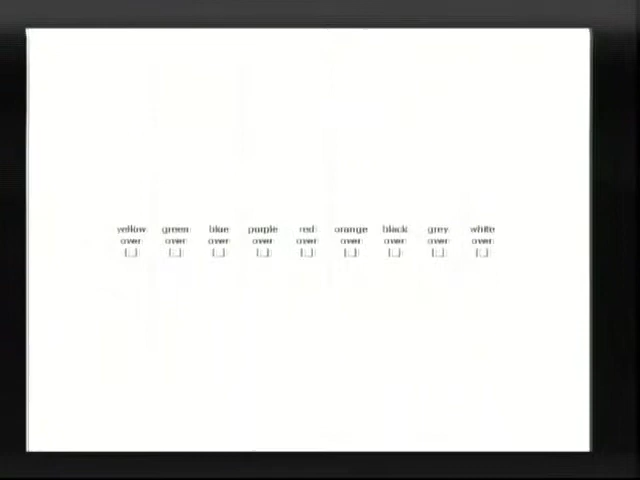 yellow green blue purple red orange black grey white
over over over over over over over over over
(_) (_) (_) (_) (_) (_) (_) (_) (_)